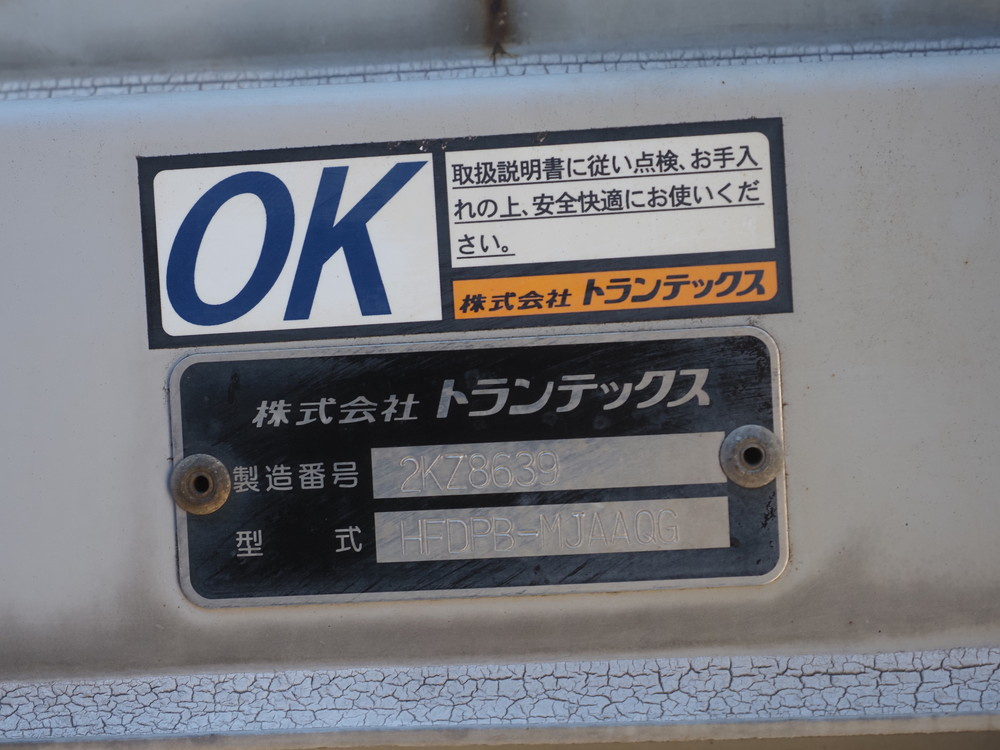 OK
取扱説明書に従い点検、お手入
れの上、安全快適にお使いくだ
さい。
株式会社 トランテックス
株式会社 トランテックス
製造番号 2KZ8639
型式 HFDPB-MJAAQG